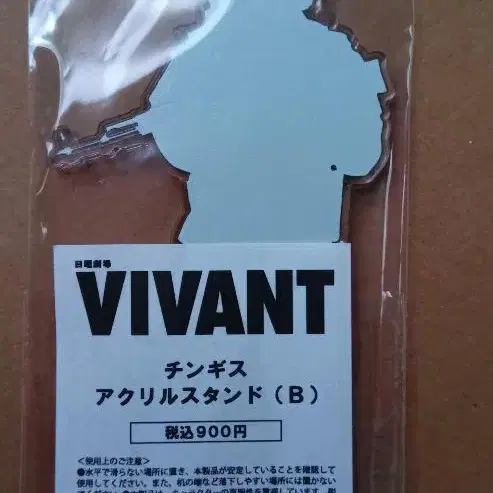 日曜劇場
VIVANT
チンギス
アクリルスタンド(B)
税込900円
<使用上のご注意>
●水平で滑らない場所に置き、本製品が安定していることを確認して
使用してください。また、机の端など落下しやすい場所には置かない